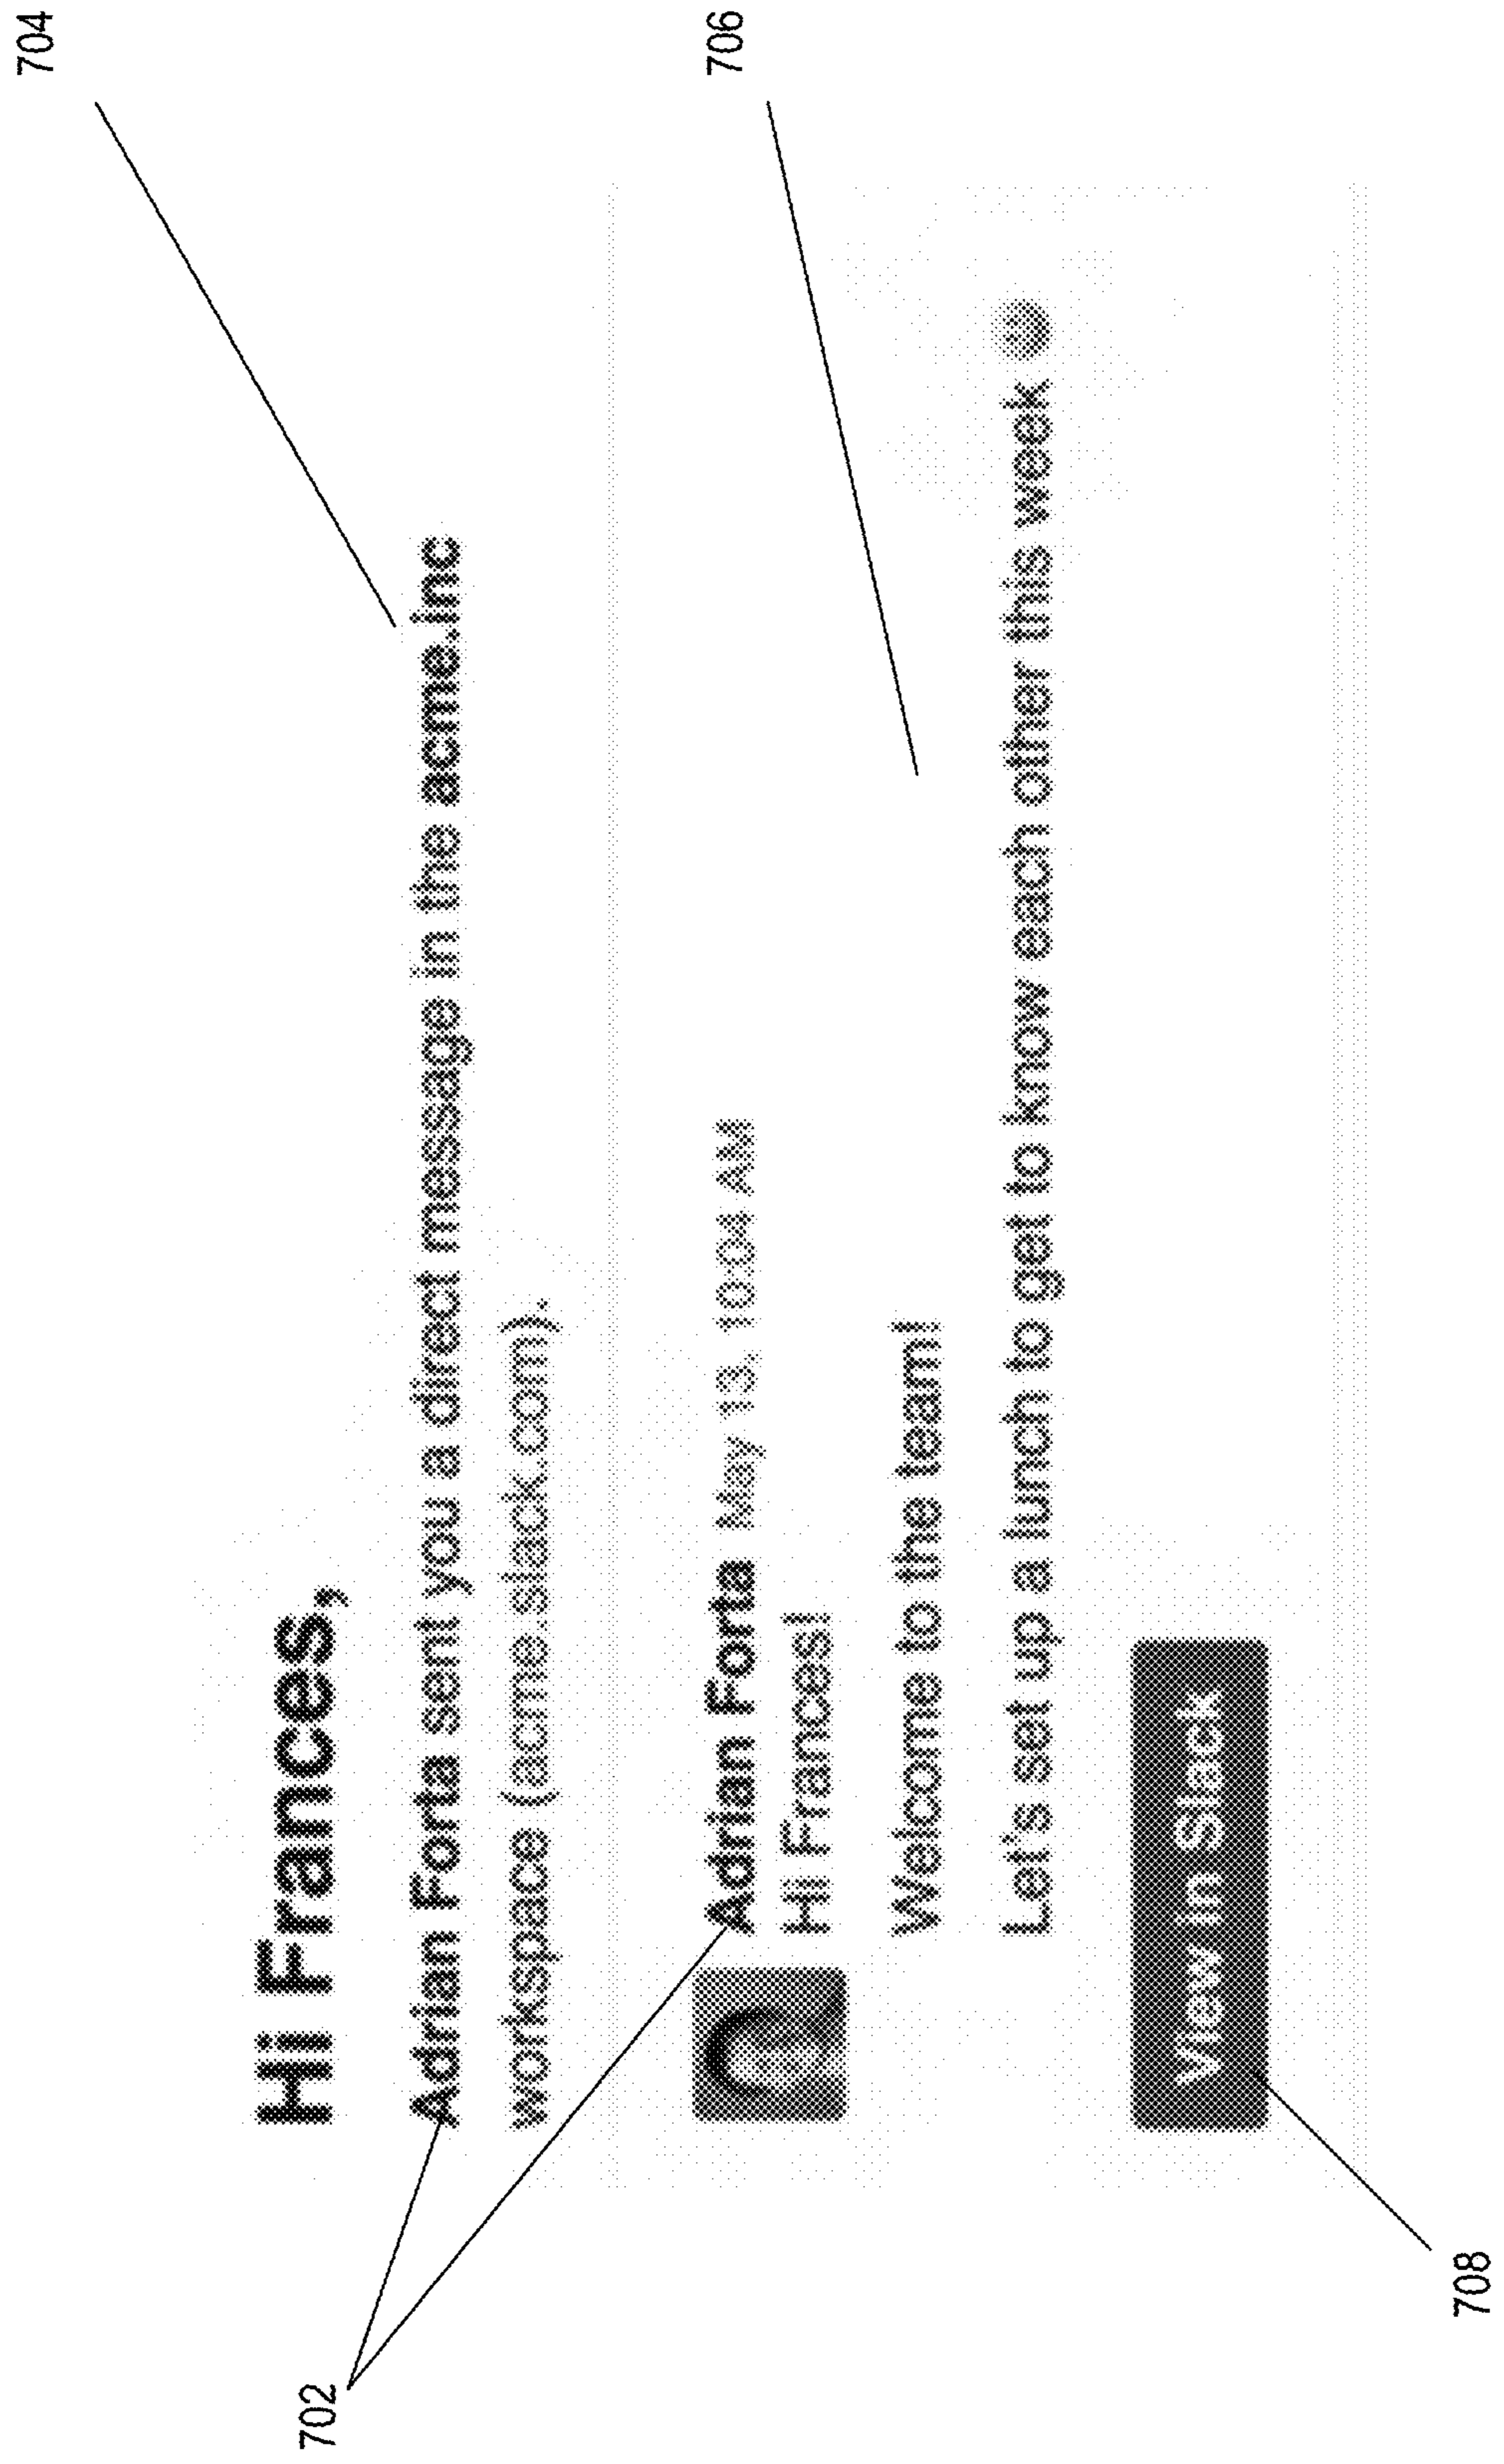 704
706
Hi Frances,
Adrian Forta sent you a direct message in the acme.inc
workspace (acme.slack.com).
Adrian Forta May 13, 10:04 AM
Hi Frances!
Welcome to the team!
Let's set up a lunch to get to know each other this week ☺
View in Slack
702
708